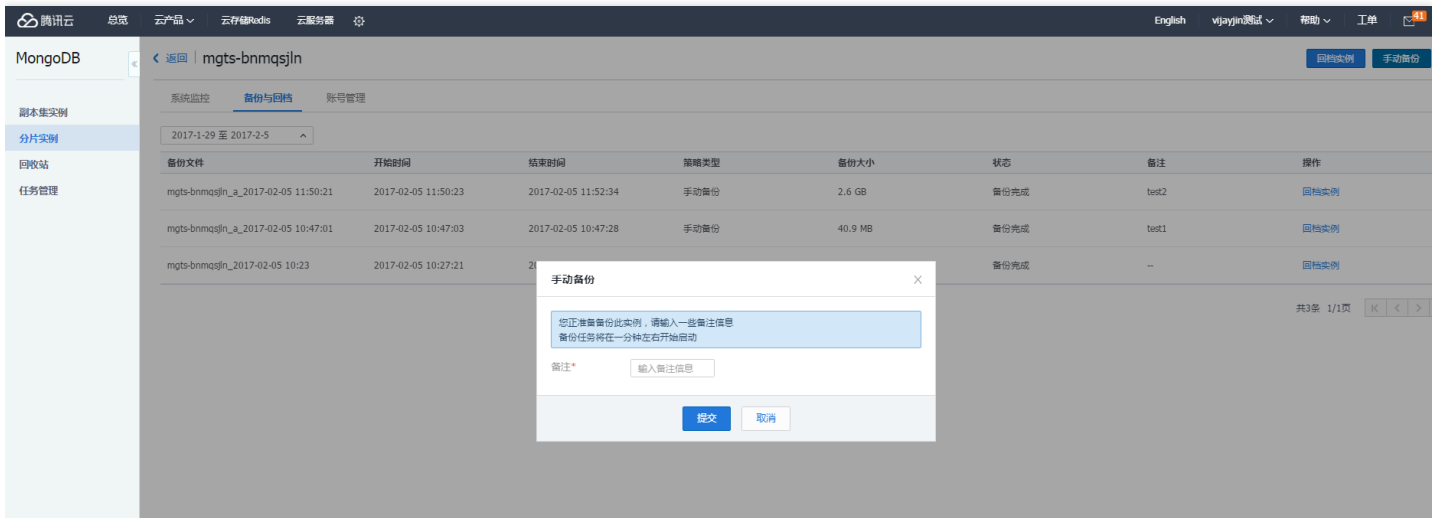 腾讯云 总览 云产品 云存储Redis 云服务器 English vijayjin测试 帮助 工单 41
MongoDB
返回 mgts-bnmqsjln 回档实例 手动备份
系统监控 备份与回档 账号管理
副本集实例
分片实例
回收站
任务管理
2017-1-29 至 2017-2-5
备份文件 开始时间 结束时间 策略类型 备份大小 状态 备注 操作
mgts-bnmqsjln_a_2017-02-05 11:50:21 2017-02-05 11:50:23 2017-02-05 11:52:34 手动备份 2.6 GB 备份完成 test2 回档实例
mgts-bnmqsjln_a_2017-02-05 10:47:01 2017-02-05 10:47:03 2017-02-05 10:47:28 手动备份 40.9 MB 备份完成 test1 回档实例
mgts-bnmqsjln_2017-02-05 10:23 2017-02-05 10:27:21 备份完成 -- 回档实例
共3条 1/1页
手动备份
您正准备备份此实例，请输入一些备注信息
备份任务将在一分钟左右开始启动
备注* 输入备注信息
提交 取消